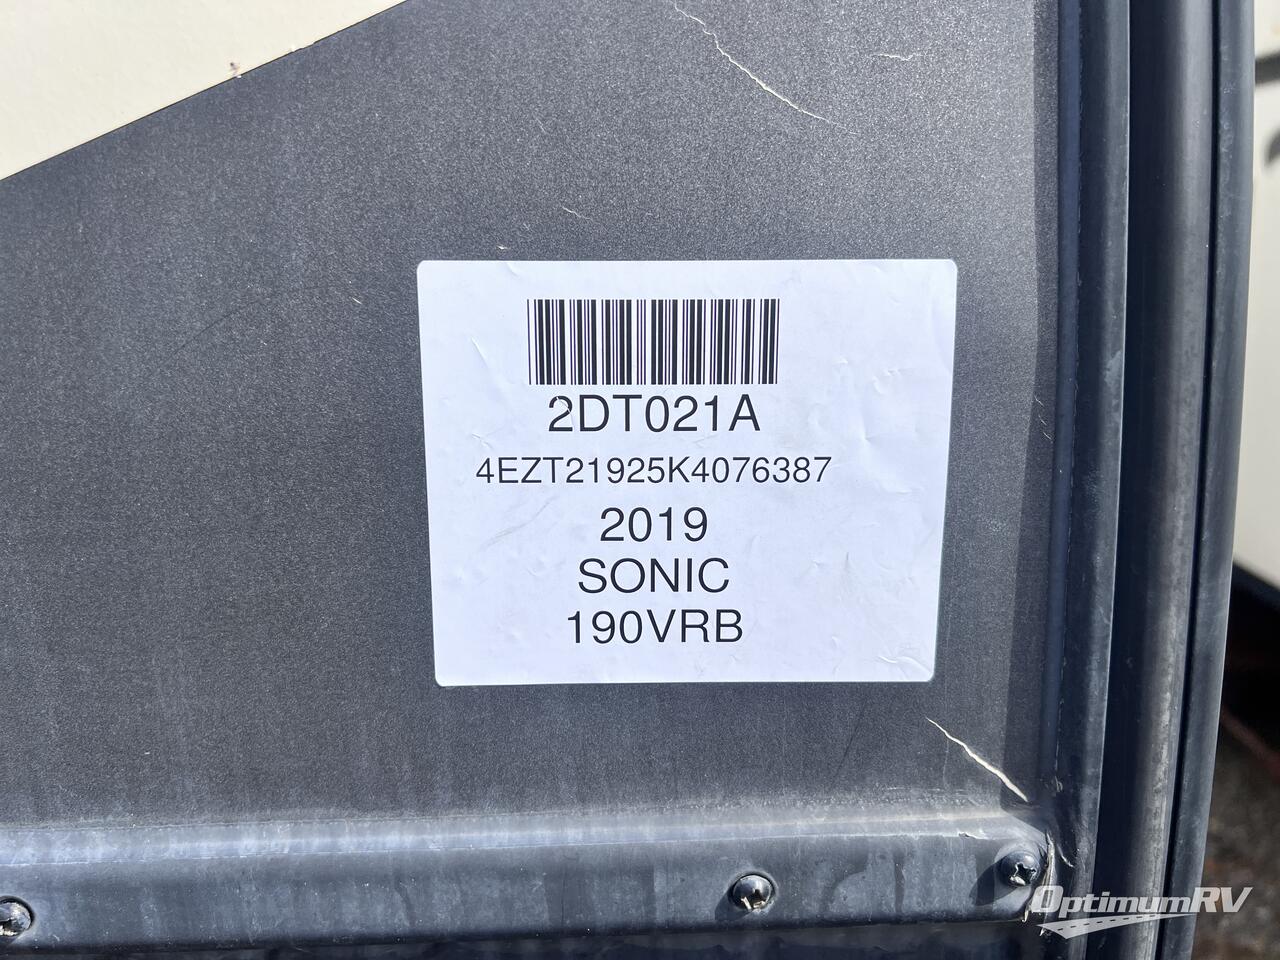 2DT021A
4EZT21925K4076387
2019
SONIC
190VRB
OptimumRV